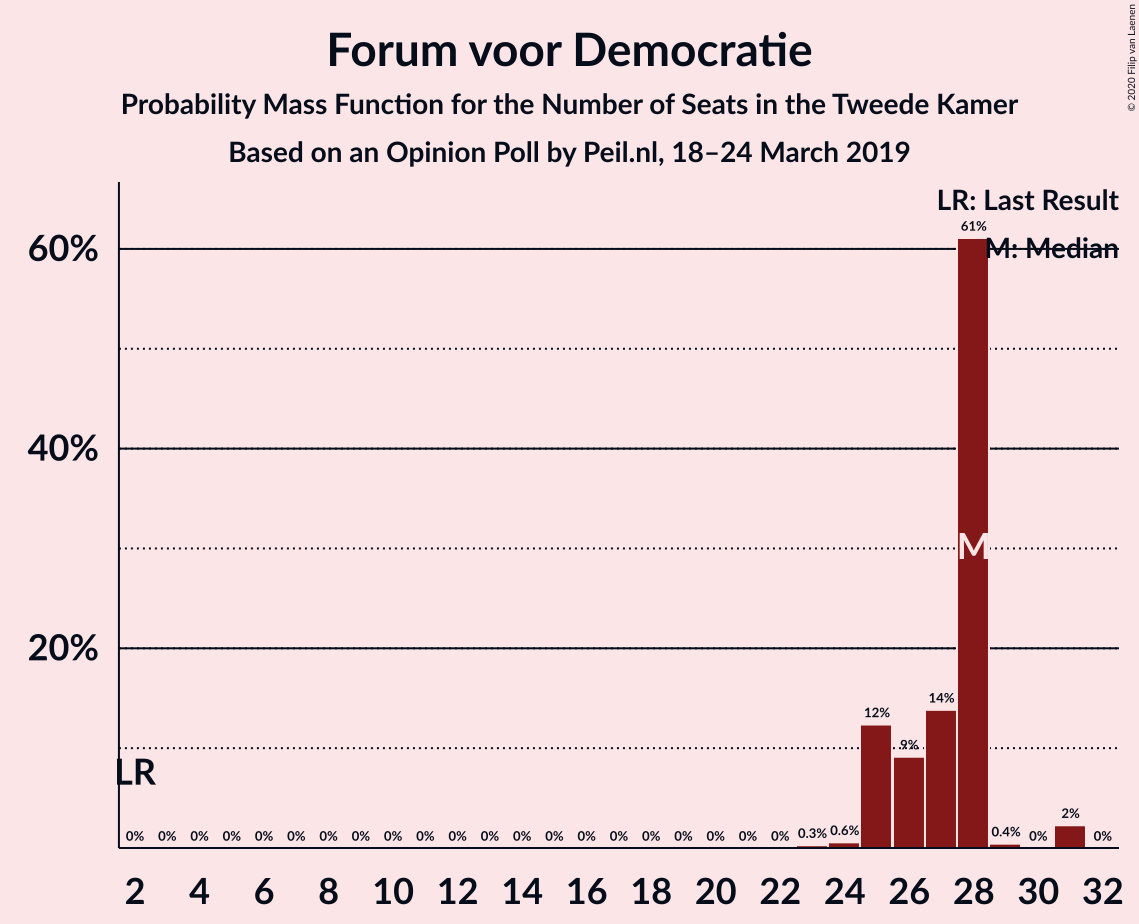 Forum voor Democratie
Probability Mass Function for the Number of Seats in the Tweede Kamer
Based on an Opinion Poll by Peil.nl, 18–24 March 2019
© 2020 Filip van Laenen
LR: Last Result
M: Median
60%
40%
20%
61%
M
LR
0% 0% 0% 0% 0% 0% 0% 0% 0% 0% 0% 0% 0% 0% 0% 0% 0% 0% 0% 0% 0% 0.3% 0.6% 12% 9% 14% 0.4% 0% 2% 0%
2 4 6 8 10 12 14 16 18 20 22 24 26 28 30 32